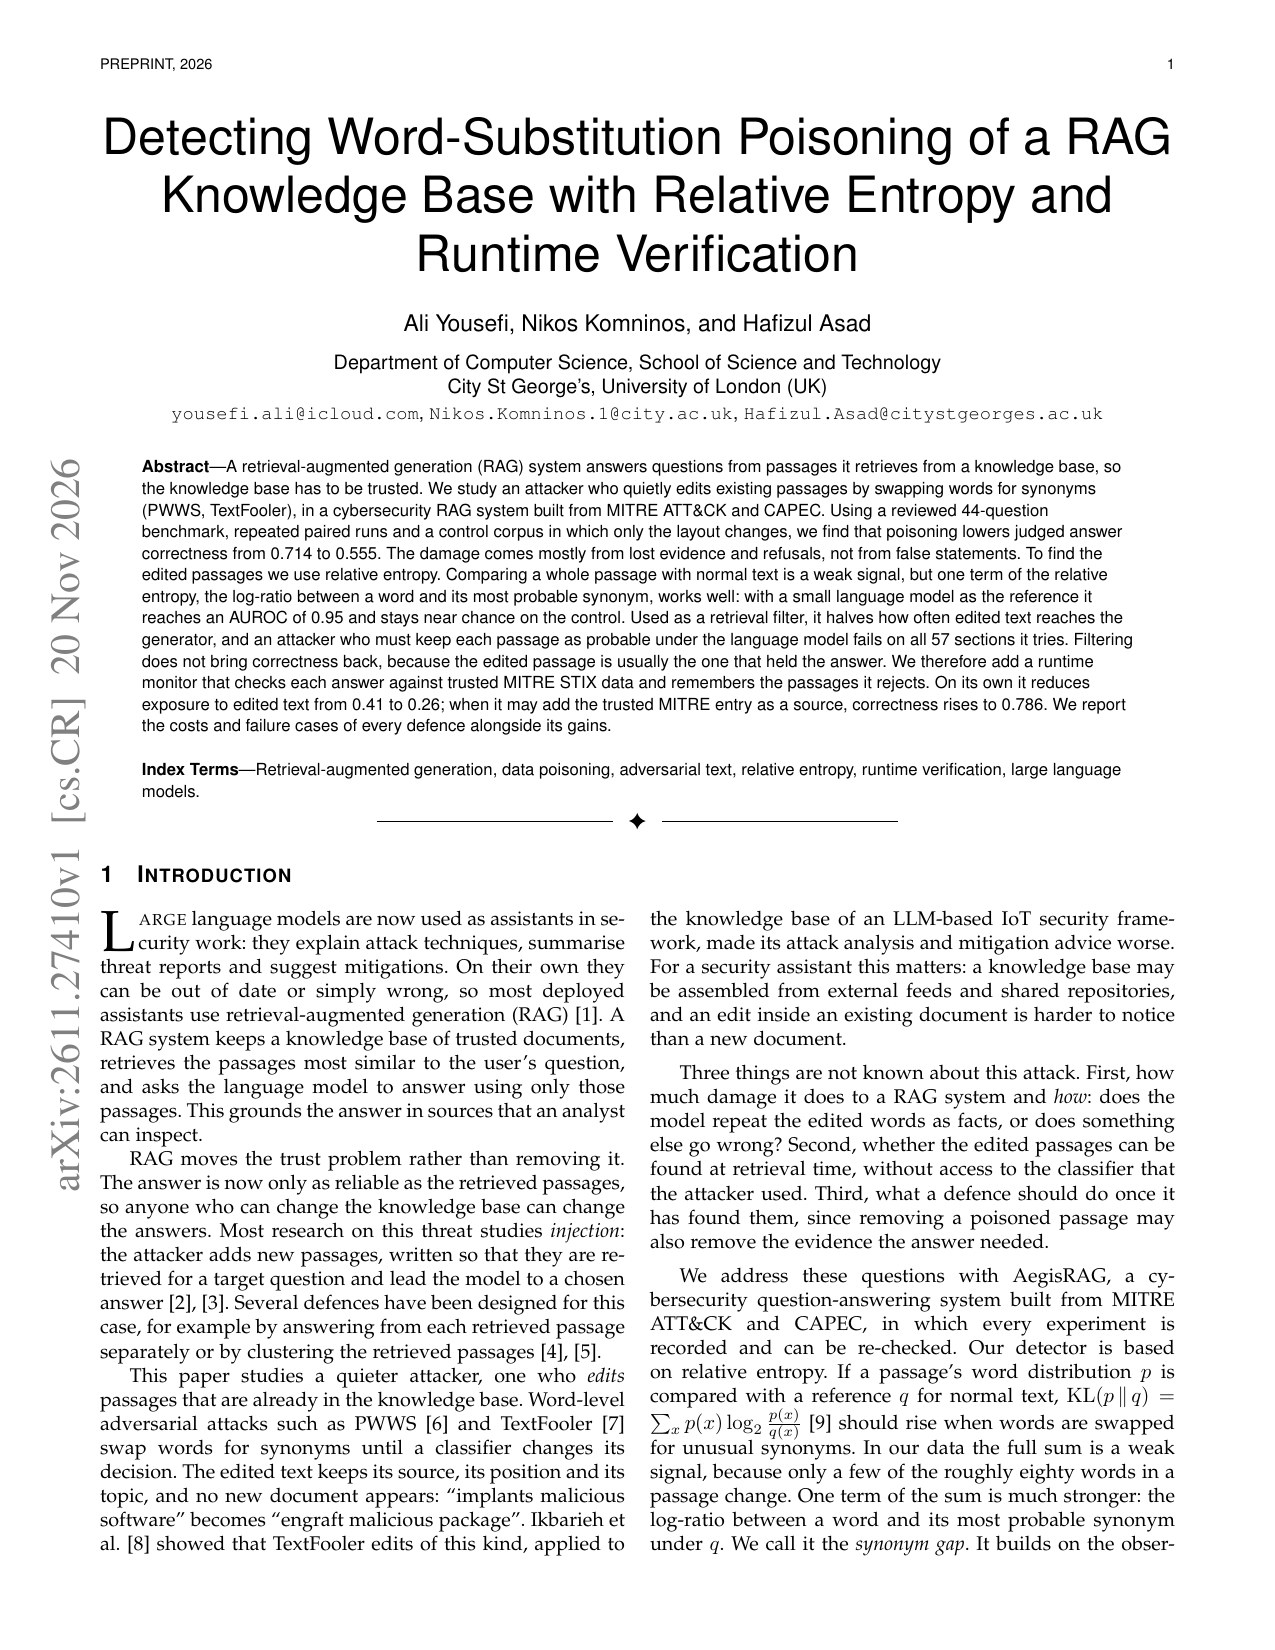 PREPRINT, 2026
1
Detecting Word-Substitution Poisoning of a RAG
Knowledge Base with Relative Entropy and
Runtime Verification
Ali Yousefi, Nikos Komninos, and Hafizul Asad
Department of Computer Science, School of Science and Technology
City St George's, University of London (UK)
yousefi.ali@icloud.com, Nikos.Komninos.1@city.ac.uk, Hafizul.Asad@citystgeorges.ac.uk
arXiv:2611.27410v1 [cs.CR] 20 Nov 2026
Abstract—A retrieval-augmented generation (RAG) system answers questions from passages it retrieves from a knowledge base, so
the knowledge base has to be trusted. We study an attacker who quietly edits existing passages by swapping words for synonyms
(PWWS, TextFooler), in a cybersecurity RAG system built from MITRE ATT&CK and CAPEC. Using a reviewed 44-question
benchmark, repeated paired runs and a control corpus in which only the layout changes, we find that poisoning lowers judged answer
correctness from 0.714 to 0.555. The damage comes mostly from lost evidence and refusals, not from false statements. To find the
edited passages we use relative entropy. Comparing a whole passage with normal text is a weak signal, but one term of the relative
entropy, the log-ratio between a word and its most probable synonym, works well: with a small language model as the reference it
reaches an AUROC of 0.95 and stays near chance on the control. Used as a retrieval filter, it halves how often edited text reaches the
generator, and an attacker who must keep each passage as probable under the language model fails on all 57 sections it tries. Filtering
does not bring correctness back, because the edited passage is usually the one that held the answer. We therefore add a runtime
monitor that checks each answer against trusted MITRE STIX data and remembers the passages it rejects. On its own it reduces
exposure to edited text from 0.41 to 0.26; when it may add the trusted MITRE entry as a source, correctness rises to 0.786. We report
the costs and failure cases of every defence alongside its gains.
Index Terms—Retrieval-augmented generation, data poisoning, adversarial text, relative entropy, runtime verification, large language
models.
1 INTRODUCTION
LARGE language models are now used as assistants in se-
curity work: they explain attack techniques, summarise
threat reports and suggest mitigations. On their own they
can be out of date or simply wrong, so most deployed
assistants use retrieval-augmented generation (RAG) [1]. A
RAG system keeps a knowledge base of trusted documents,
retrieves the passages most similar to the user's question,
and asks the language model to answer using only those
passages. This grounds the answer in sources that an analyst
can inspect.
RAG moves the trust problem rather than removing it.
The answer is now only as reliable as the retrieved passages,
so anyone who can change the knowledge base can change
the answers. Most research on this threat studies injection:
the attacker adds new passages, written so that they are re-
trieved for a target question and lead the model to a chosen
answer [2], [3]. Several defences have been designed for this
case, for example by answering from each retrieved passage
separately or by clustering the retrieved passages [4], [5].
This paper studies a quieter attacker, one who edits
passages that are already in the knowledge base. Word-level
adversarial attacks such as PWWS [6] and TextFooler [7]
swap words for synonyms until a classifier changes its
decision. The edited text keeps its source, its position and its
topic, and no new document appears: “implants malicious
software” becomes “engraft malicious package”. Ikbarieh et
al. [8] showed that TextFooler edits of this kind, applied to
the knowledge base of an LLM-based IoT security frame-
work, made its attack analysis and mitigation advice worse.
For a security assistant this matters: a knowledge base may
be assembled from external feeds and shared repositories,
and an edit inside an existing document is harder to notice
than a new document.
Three things are not known about this attack. First, how
much damage it does to a RAG system and how: does the
model repeat the edited words as facts, or does something
else go wrong? Second, whether the edited passages can be
found at retrieval time, without access to the classifier that
the attacker used. Third, what a defence should do once it
has found them, since removing a poisoned passage may
also remove the evidence the answer needed.
We address these questions with AegisRAG, a cy-
bersecurity question-answering system built from MITRE
ATT&CK and CAPEC, in which every experiment is
recorded and can be re-checked. Our detector is based
on relative entropy. If a passage's word distribution p is
compared with a reference q for normal text, KL(p ∥ q) =
∑x p(x) log2 p(x)/q(x) [9] should rise when words are swapped
for unusual synonyms. In our data the full sum is a weak
signal, because only a few of the roughly eighty words in a
passage change. One term of the sum is much stronger: the
log-ratio between a word and its most probable synonym
under q. We call it the synonym gap. It builds on the obser-